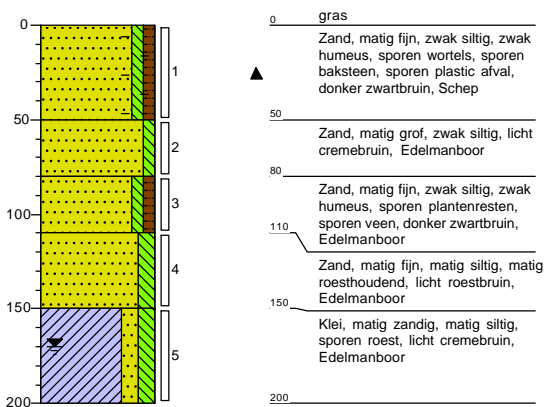 0
50
100
150
200
1
2
3
4
5
0 gras
Zand, matig fijn, zwak siltig, zwak
humeus, sporen wortels, sporen
baksteen, sporen plastic afval,
donker zwartbruin, Schep
50
Zand, matig grof, zwak siltig, licht
cremebruin, Edelmanboor
80
Zand, matig fijn, zwak siltig, zwak
humeus, sporen plantenresten,
sporen veen, donker zwartbruin,
Edelmanboor
110
Zand, matig fijn, matig siltig, matig
roesthoudend, licht roestbruin,
Edelmanboor
150
Klei, matig zandig, matig siltig,
sporen roest, licht cremebruin,
Edelmanboor
200